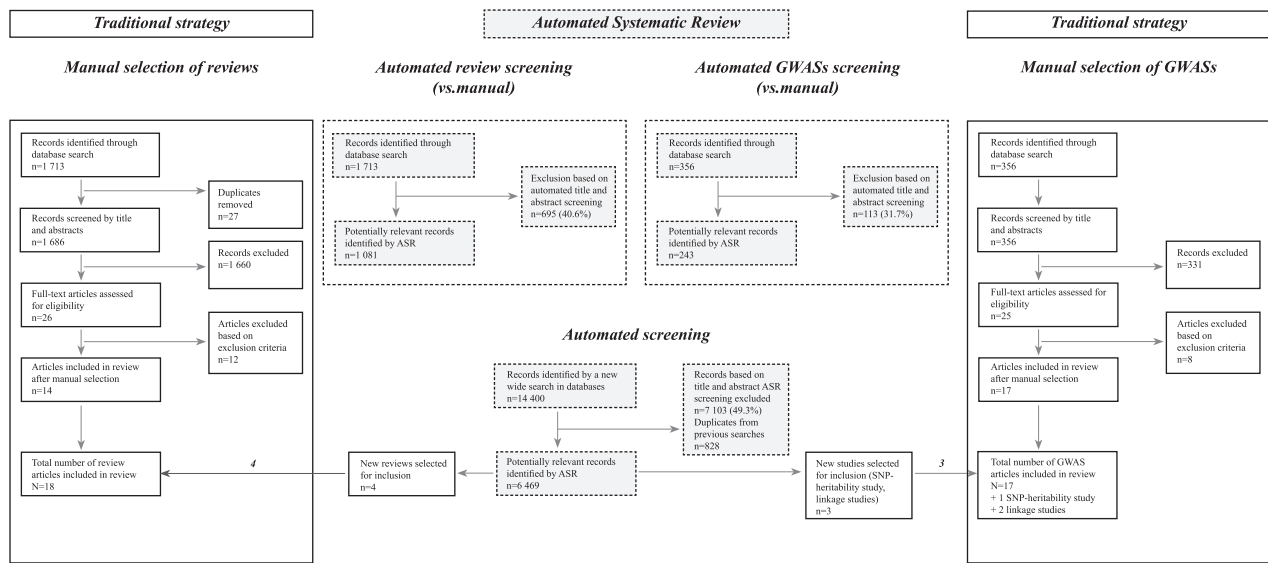 Traditional strategy
Automated Systematic Review
Traditional strategy
Manual selection of reviews
Automated review screening
(vs.manual)
Automated GWASs screening
(vs.manual)
Manual selection of GWASs
Records identified through
database search
n=1 713
Duplicates
removed
n=27
Records screened by title
and abstracts
n=1 686
Records excluded
n=1 660
Full-text articles assessed
for eligibility
n=26
Articles excluded
based on
exclusion criteria
n=12
Articles included in review
after manual selection
n=14
Total number of review
articles included in review
N=18
Records identified through
database search
n=1 713
Exclusion based on
automated title and
abstract screening
n=695 (40.6%)
Potentially relevant records
identified by ASR
n=1 081
Records identified through
database search
n=356
Exclusion based on
automated title and
abstract screening
n=113 (31.7%)
Potentially relevant records
identified by ASR
n=243
Automated screening
Records identified by a new
wide search in databases
n=14 400
Records based on
title and abstract ASR
screening excluded
n=7 103 (49.3%)
Duplicates from
previous searches
n=828
Potentially relevant records
identified by ASR
n=6 469
4
New reviews selected
for inclusion
n=4
New studies selected
for inclusion (SNP-
heritability study,
linkage studies)
n=3
3
Records identified through
database search
n=356
Records screened by title
and abstracts
n=356
Records excluded
n=331
Full-text articles assessed for
eligibility
n=25
Articles excluded
based on
exclusion criteria
n=8
Articles included in review
after manual selection
n=17
Total number of GWAS
articles included in review
N=17
+ 1 SNP-heritability study
+ 2 linkage studies